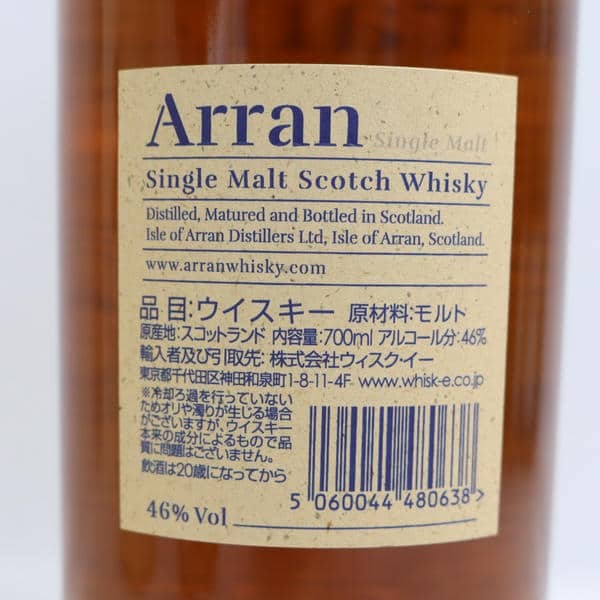 Arran Single Malt
Single Malt Scotch Whisky
Distilled, Matured and Bottled in Scotland.
Isle of Arran Distillers Ltd, Isle of Arran, Scotland.
www.arranwhisky.com
品目:ウイスキー 原材料:モルト
原産地:スコットランド 内容量:700ml アルコール分:46%
輸入者及び引取先:株式会社ウィスク・イー
東京都千代田区神田和泉町1-8-11-4F www.whisk-e.co.jp
※冷却ろ過を行っていない
ためオリや濁りが生じる場合
がございますが、ウイスキー
本来の成分によるもので品
質に問題はございません。
飲酒は20歳になってから
5 060044 480638 >
46% Vol